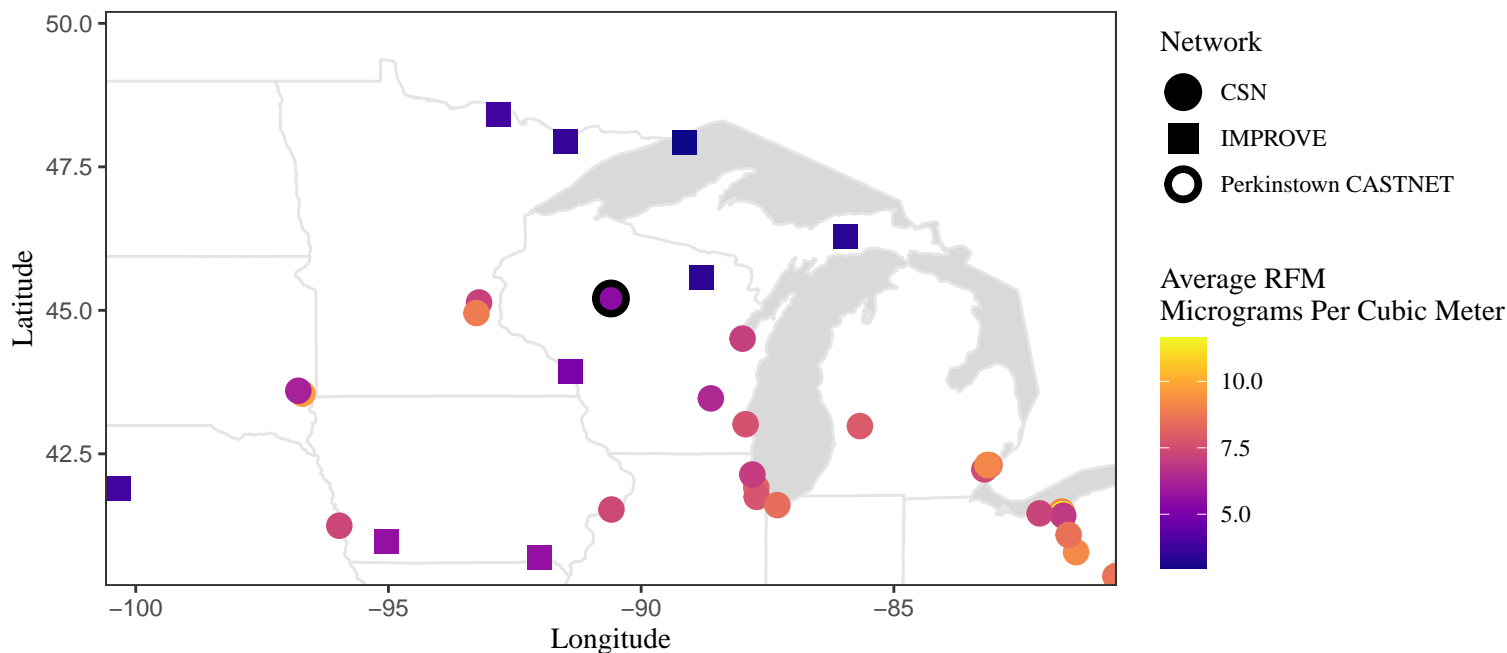 50.0
47.5
45.0
42.5
Latitude
−100
−95
−90
−85
Longitude
Network
CSN
IMPROVE
Perkinstown CASTNET
Average RFM
Micrograms Per Cubic Meter
10.0
7.5
5.0